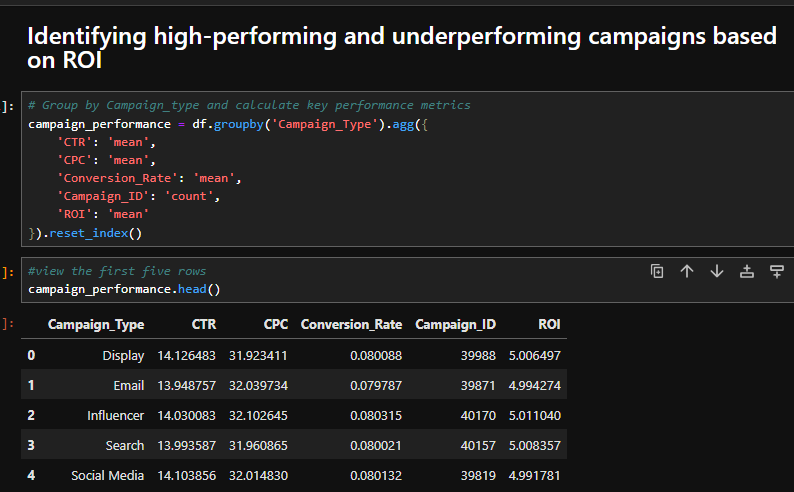 Identifying high-performing and underperforming campaigns based
on ROI
]: # Group by Campaign_type and calculate key performance metrics
campaign_performance = df.groupby('Campaign_Type').agg({
'CTR': 'mean',
'CPC': 'mean',
'Conversion_Rate': 'mean',
'Campaign_ID': 'count',
'ROI': 'mean'
}).reset_index()
]: #view the first five rows
campaign_performance.head()
]: Campaign_Type CTR CPC Conversion_Rate Campaign_ID ROI
0 Display 14.126483 31.923411 0.080088 39988 5.006497
1 Email 13.948757 32.039734 0.079787 39871 4.994274
2 Influencer 14.030083 32.102645 0.080315 40170 5.011040
3 Search 13.993587 31.960865 0.080021 40157 5.008357
4 Social Media 14.103856 32.014830 0.080132 39819 4.991781